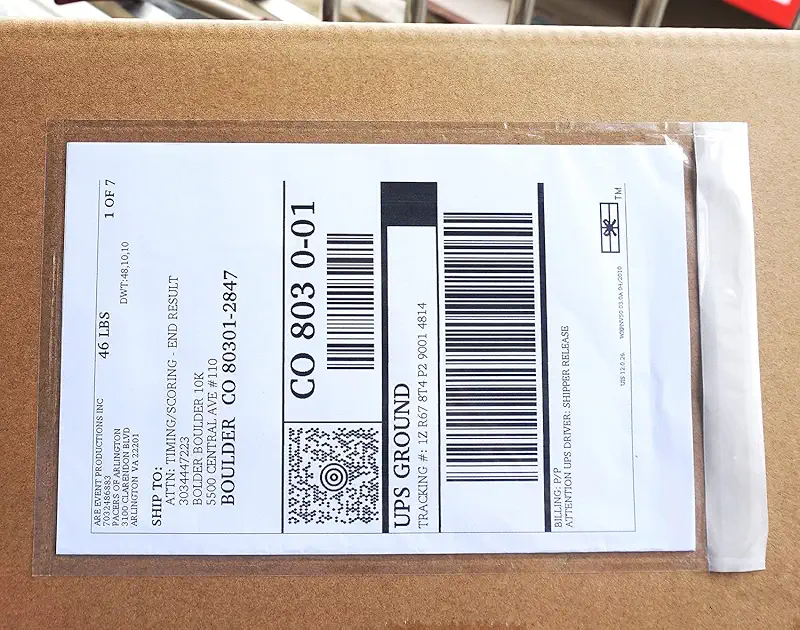 ARE EVENT PRODUCTIONS INC
7032486883
PACERS OF ARLINGTON
3100 CLARENDON BLVD
ARLINGTON VA 22201
46 LBS
1 OF 7
DWT: 48,10,10
SHIP TO:
ATTN: TIMING/SCORING - END RESULT
3034447223
BOLDER BOULDER 10K
5500 CENTRAL AVE #110
BOULDER CO 80301-2847
CO 803 0-01
UPS GROUND
TRACKING #: 1Z R67 8T4 P2 9001 4814
BILLING: P/P
ATTENTION UPS DRIVER: SHIPPER RELEASE
TM